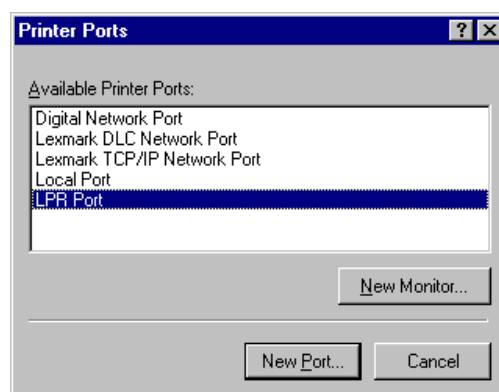 Printer Ports
Available Printer Ports:
Digital Network Port
Lexmark DLC Network Port
Lexmark TCP/IP Network Port
Local Port
LPR Port
New Monitor...
New Port...
Cancel